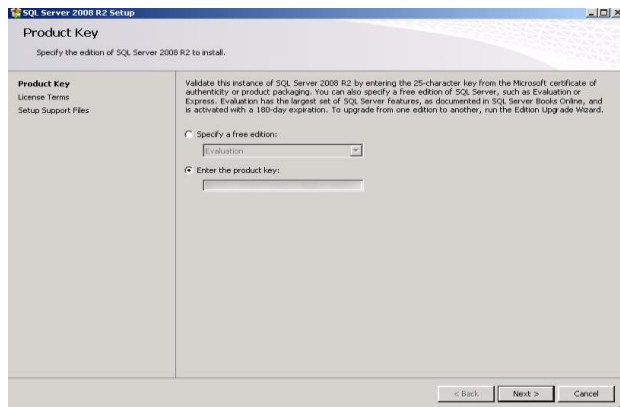 SQL Server 2008 R2 Setup
Product Key
Specify the edition of SQL Server 2008 R2 to install.
Product Key
License Terms
Setup Support Files
Validate this instance of SQL Server 2008 R2 by entering the 25-character key from the Microsoft certificate of
authenticity or product packaging. You can also specify a free edition of SQL Server, such as Evaluation or
Express. Evaluation has the largest set of SQL Server features, as documented in SQL Server Books Online, and
is activated with a 180-day expiration. To upgrade from one edition to another, run the Edition Upgrade Wizard.
Specify a free edition:
Evaluation
Enter the product key:
< Back
Next >
Cancel